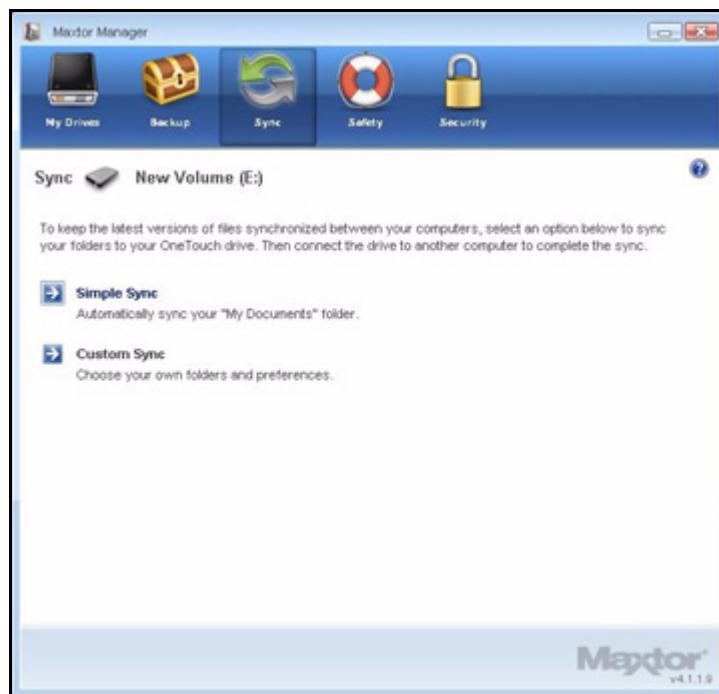 Maxtor Manager
My Drives Backup Sync Safety Security
Sync New Volume (E:)
To keep the latest versions of files synchronized between your computers, select an option below to sync
your folders to your OneTouch drive. Then connect the drive to another computer to complete the sync.
Simple Sync
Automatically sync your "My Documents" folder.
Custom Sync
Choose your own folders and preferences.
Maxtor
v4.1.1.9